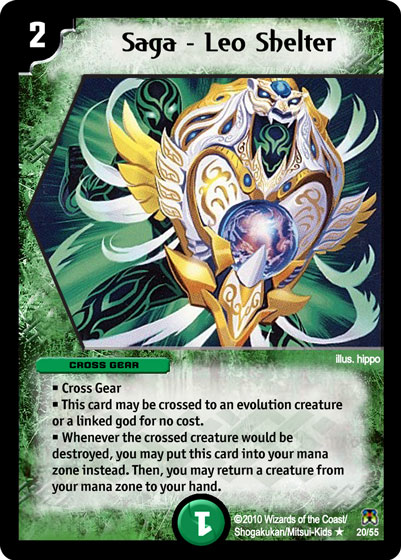 2
Saga - Leo Shelter
illus. hippo
CROSS GEAR
▪ Cross Gear
▪ This card may be crossed to an evolution creature
or a linked god for no cost.
▪ Whenever the crossed creature would be
destroyed, you may put this card into your mana
zone instead. Then, you may return a creature from
your mana zone to your hand.
1
©2010 Wizards of the Coast/
Shogakukan/Mitsui-Kids ★ 20/55